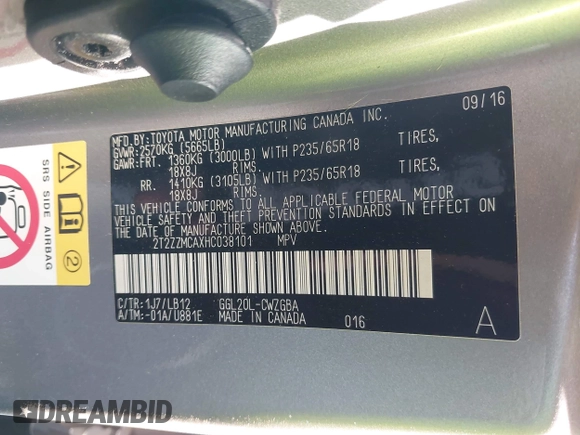 09/16
MFD.BY:TOYOTA MOTOR MANUFACTURING CANADA INC.
GVWR:2570KG (5665LB)
GAWR:FRT. 1360KG (3000LB) WITH P235/65R18 TIRES,
18X8J RIMS.
RR. 1410KG (3105LB) WITH P235/65R18 TIRES,
18X8J RIMS.
THIS VEHICLE CONFORMS TO ALL APPLICABLE FEDERAL MOTOR
VEHICLE SAFETY AND THEFT PREVENTION STANDARDS IN EFFECT ON
THE DATE OF MANUFACTURE SHOWN ABOVE.
2T2ZZMCAXHC038101 MPV
C/TR:1J7/LB12 GGL20L-CWZGBA
A/TM:-01A/U881E MADE IN CANADA 016 A
SRS SIDE AIRBAG
2
DREAMBID